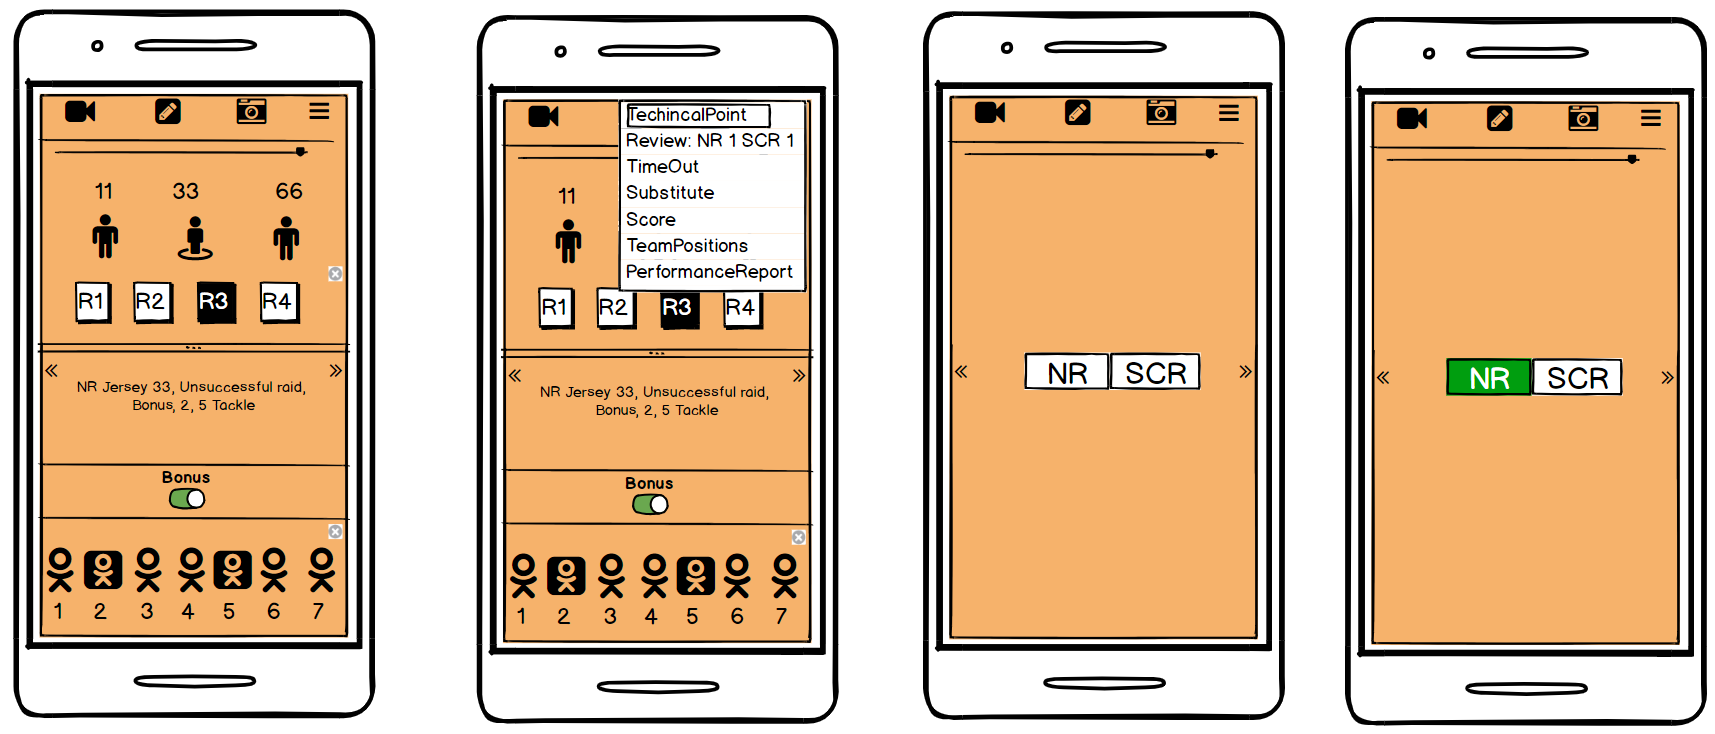 11 33 66
R1 R2 R3 R4
NR Jersey 33, Unsuccessful raid,
Bonus, 2, 5 Tackle
Bonus
1 2 3 4 5 6 7
TechincalPoint
Review: NR 1 SCR 1
TimeOut
Substitute
Score
TeamPositions
PerformanceReport
11
R1 R2 R3 R4
NR Jersey 33, Unsuccessful raid,
Bonus, 2, 5 Tackle
Bonus
1 2 3 4 5 6 7
NR SCR
NR SCR